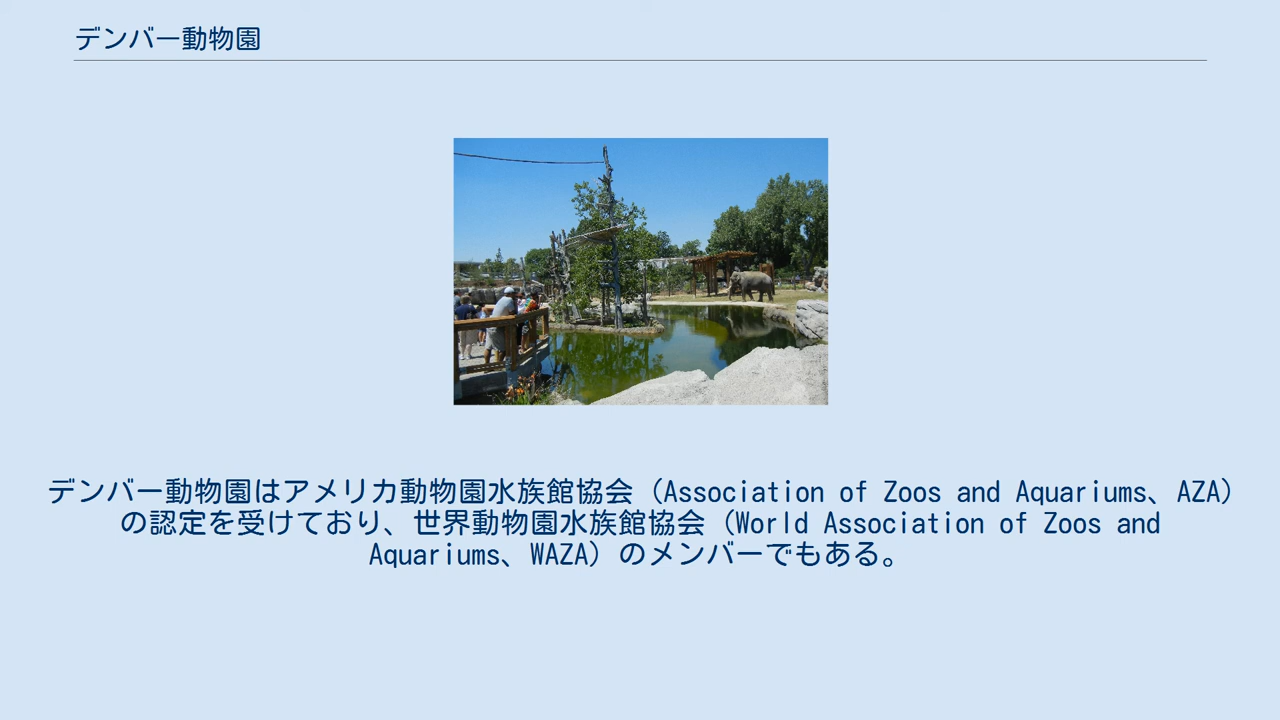 デンバー動物園
デンバー動物園はアメリカ動物園水族館協会（Association of Zoos and Aquariums、AZA）
の認定を受けており、世界動物園水族館協会（World Association of Zoos and
Aquariums、WAZA）のメンバーでもある。